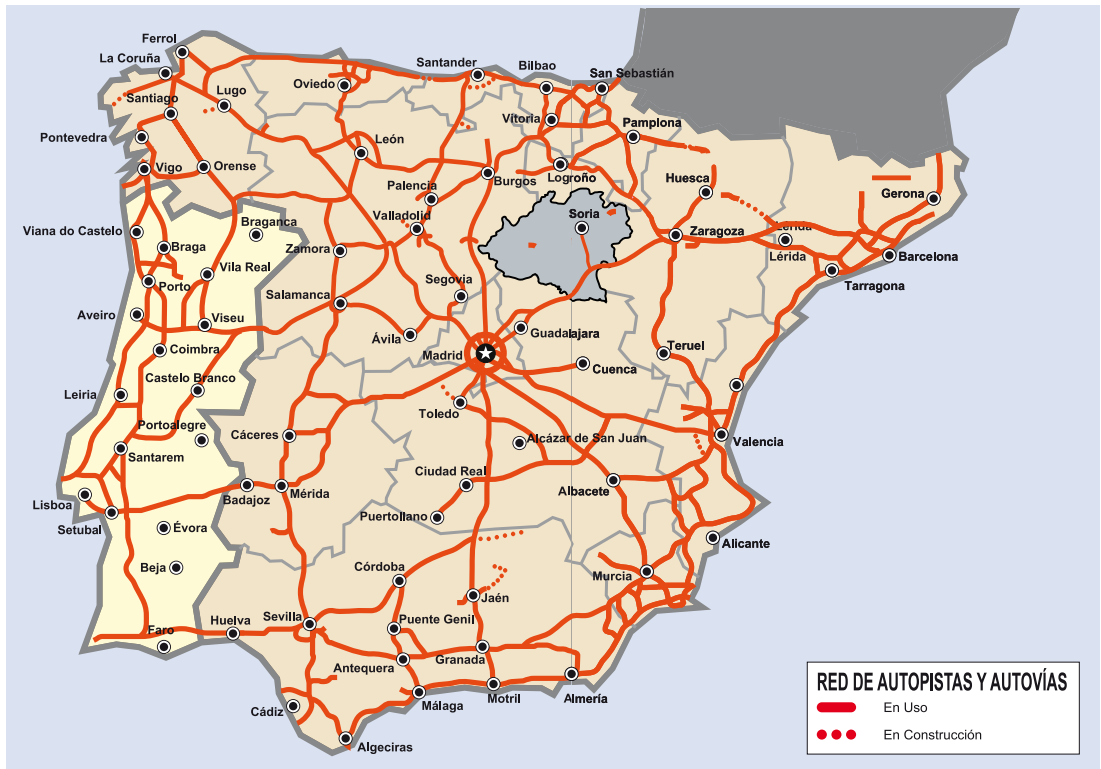 Ferrol
La Coruña
Santander
Bilbao
San Sebastián
Oviedo
Lugo
Santiago
Vitoria
Pamplona
Pontevedra
León
Vigo
Orense
Burgos
Logroño
Huesca
Palencia
Gerona
Viana do Castelo
Braganca
Valladolid
Soria
Braga
Zamora
Zaragoza
Lérida
Lérida
Barcelona
Vila Real
Porto
Salamanca
Segovia
Tarragona
Aveiro
Viseu
Ávila
Guadalajara
Coimbra
Madrid
Teruel
Cuenca
Castelo Branco
Leiria
Toledo
Portoalegre
Cáceres
Alcázar de San Juan
Valencia
Santarem
Ciudad Real
Albacete
Lisboa
Badajoz
Mérida
Setubal
Puertollano
Évora
Alicante
Beja
Córdoba
Murcia
Jaén
Huelva
Sevilla
Puente Genil
Faro
Granada
Antequera
Cádiz
Málaga
Motril
Almería
Algeciras
RED DE AUTOPISTAS Y AUTOVÍAS
En Uso
En Construcción